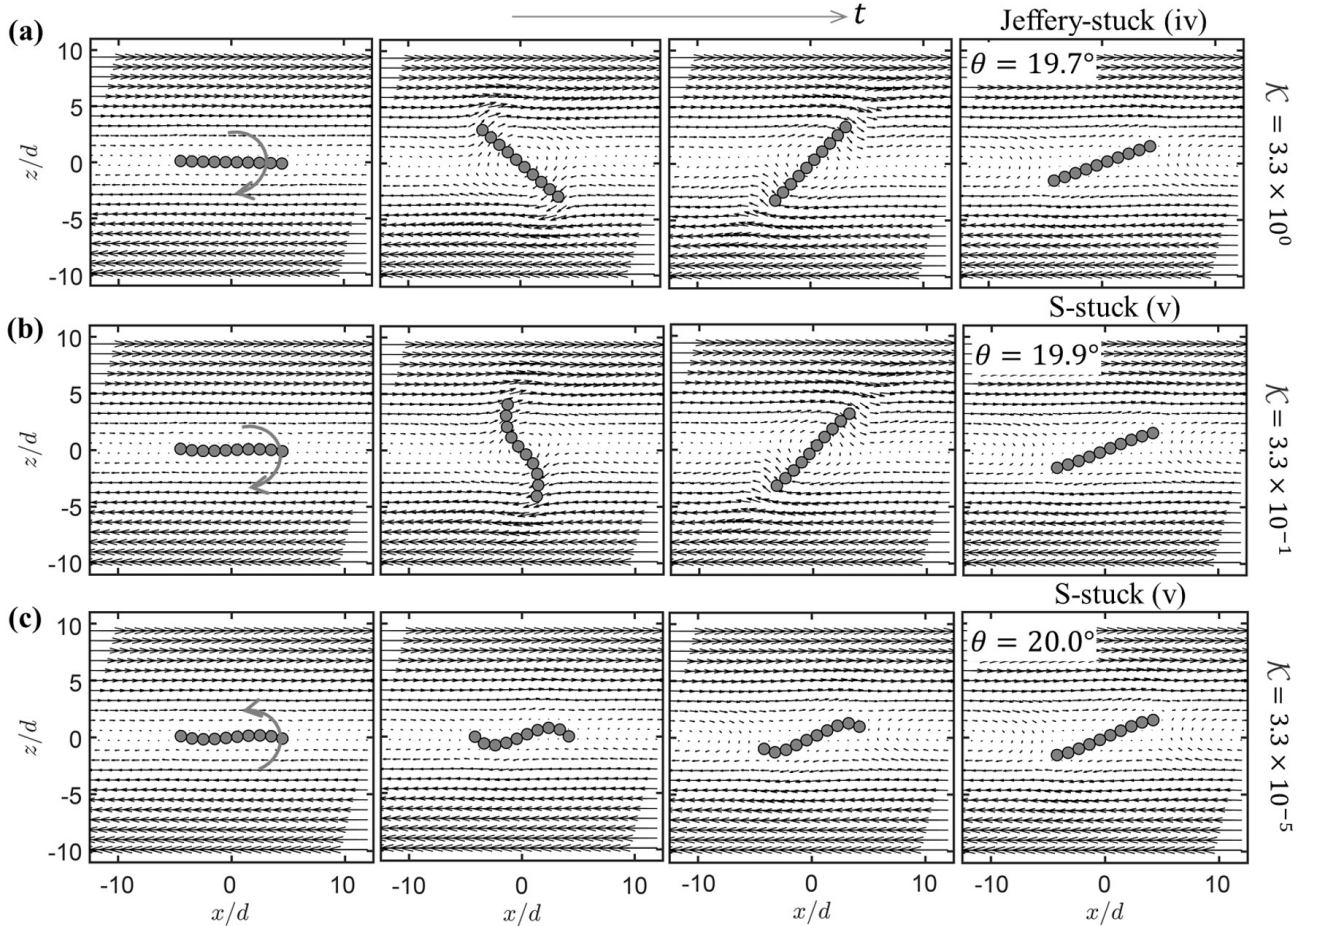 t
(a)
Jeffery-stuck (iv)
10
5
0
-5
-10
z/d
θ = 19.7°
𝒦 = 3.3 × 10⁰
(b)
S-stuck (v)
10
5
0
-5
-10
z/d
θ = 19.9°
𝒦 = 3.3 × 10⁻¹
(c)
S-stuck (v)
10
5
0
-5
-10
z/d
θ = 20.0°
𝒦 = 3.3 × 10⁻⁵
-10 0 10 -10 0 10 -10 0 10 -10 0 10
x/d x/d x/d x/d